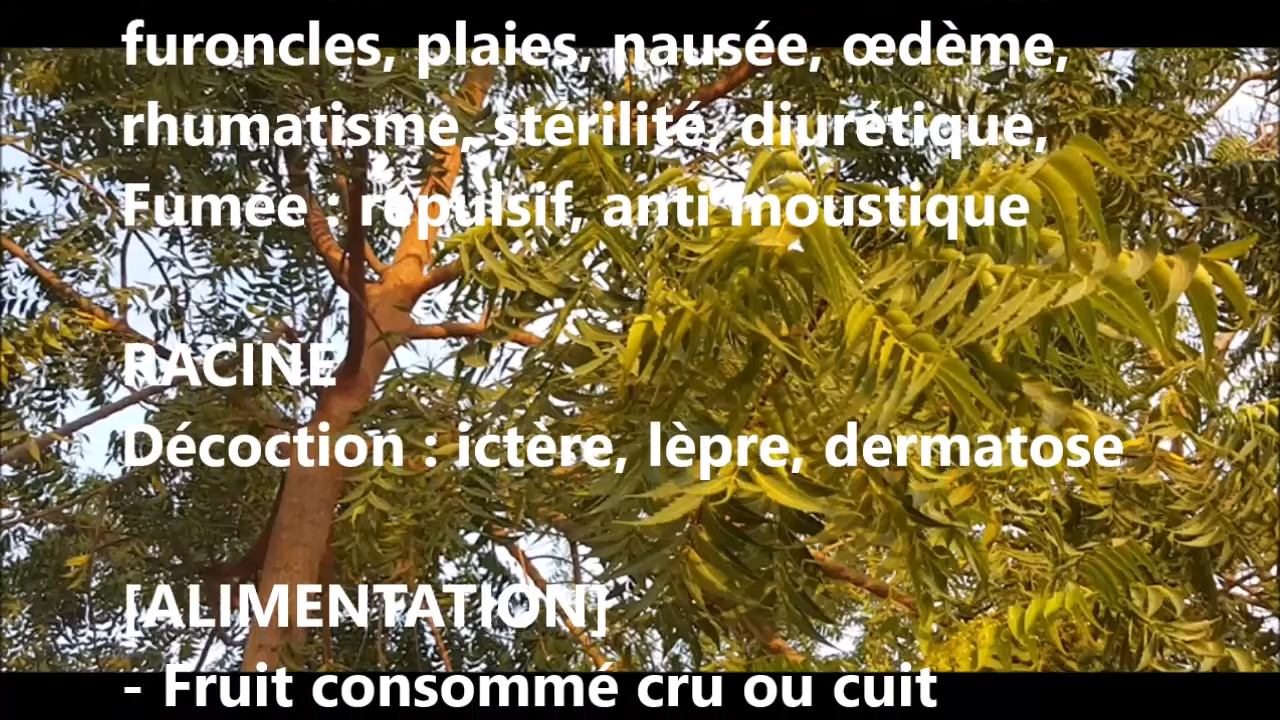 furoncles, plaies, nausée, œdème,
rhumatisme, stérilité, diurétique,
Fumée : répulsif, anti moustique
RACINE
Décoction : ictère, lèpre, dermatose
[ALIMENTATION]
- Fruit consommé cru ou cuit